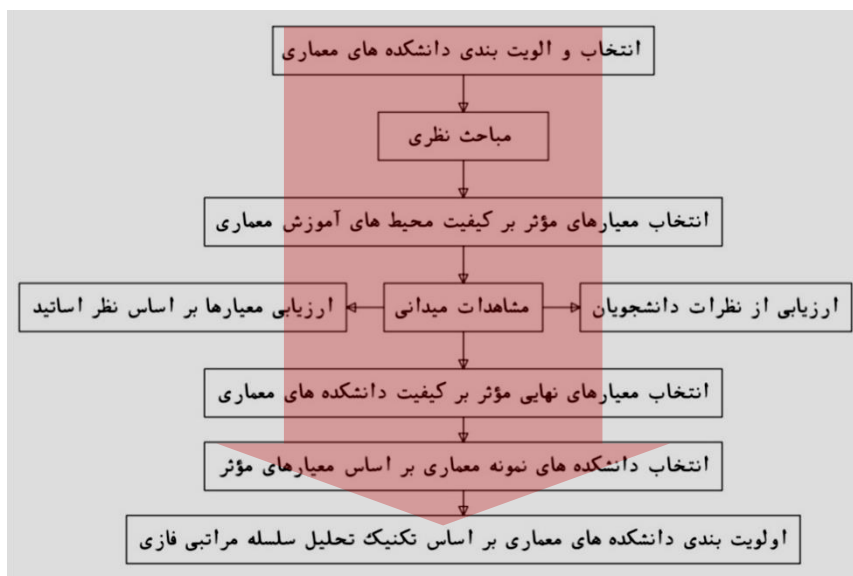 انتخاب و الویت بندی دانشکده های معماری
مباحث نظری
انتخاب معیارهای مؤثر بر کیفیت محیط های آموزش معماری
ارزیابی از نظرات دانشجویان
مشاهدات میدانی
ارزیابی معیارها بر اساس نظر اساتید
انتخاب معیارهای نهایی مؤثر بر کیفیت دانشکده های معماری
انتخاب دانشکده های نمونه معماری بر اساس معیارهای مؤثر
اولویت بندی دانشکده های معماری بر اساس تکنیک تحلیل سلسله مراتبی فازی